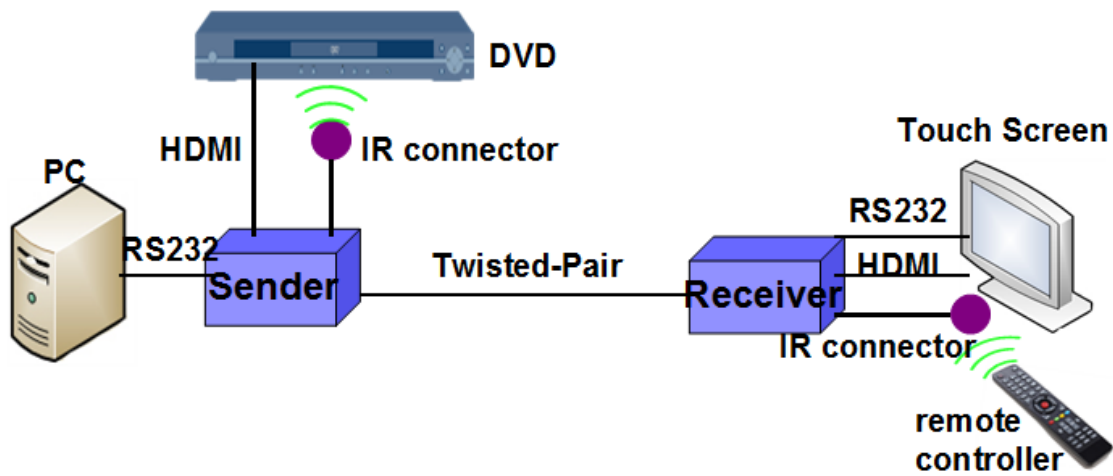 DVD
HDMI
IR connector
PC
Touch Screen
RS232
RS232
Sender
Twisted-Pair
Receiver
HDMI
IR connector
remote
controller